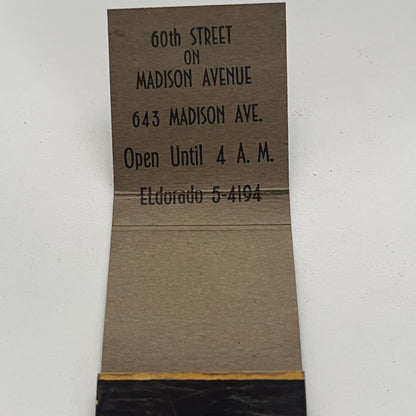 60th STREET
ON
MADISON AVENUE
643 MADISON AVE.
Open Until 4 A. M.
ELdorado 5-4194